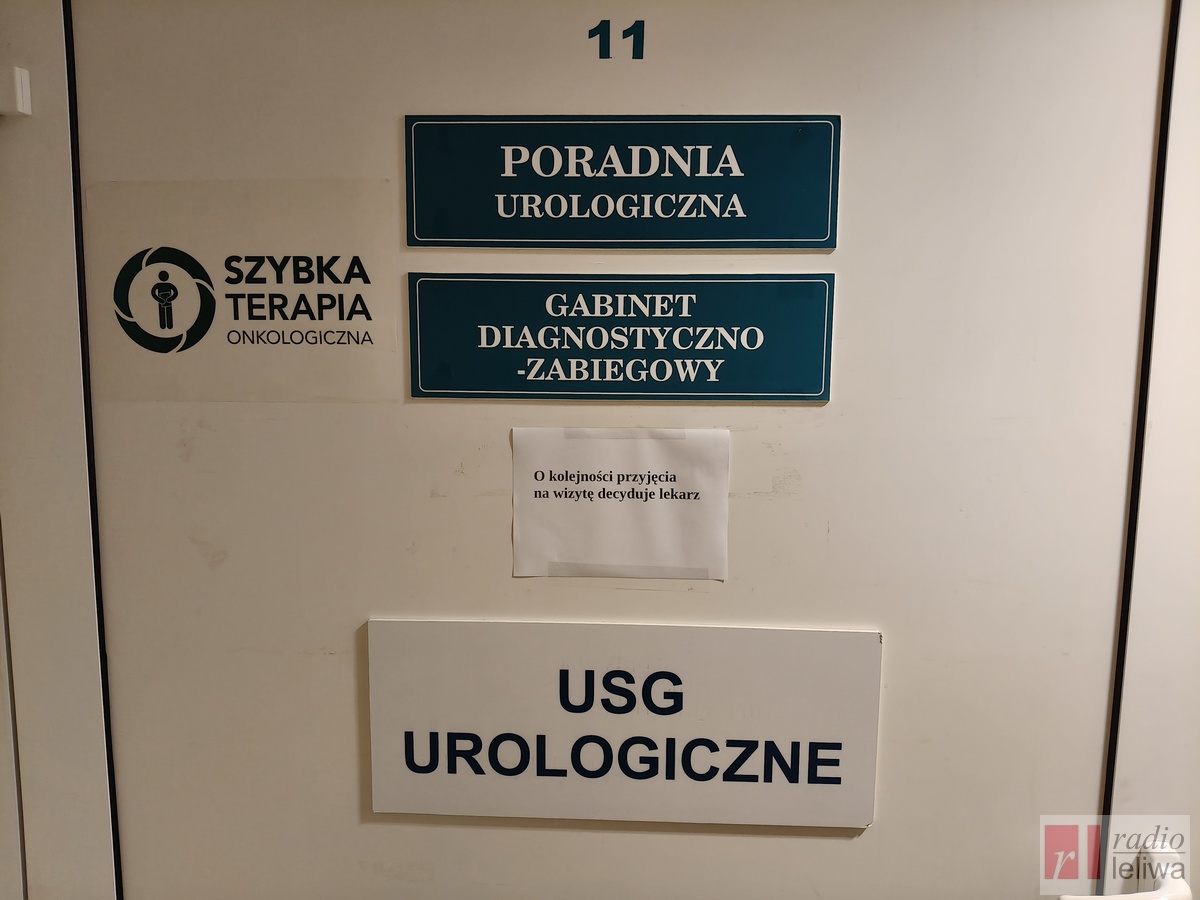 11
PORADNIA
UROLOGICZNA
SZYBKA
TERAPIA
ONKOLOGICZNA
GABINET
DIAGNOSTYCZNO
-ZABIEGOWY
O kolejności przyjęcia
na wizytę decyduje lekarz
USG
UROLOGICZNE
r
radio
leliwa